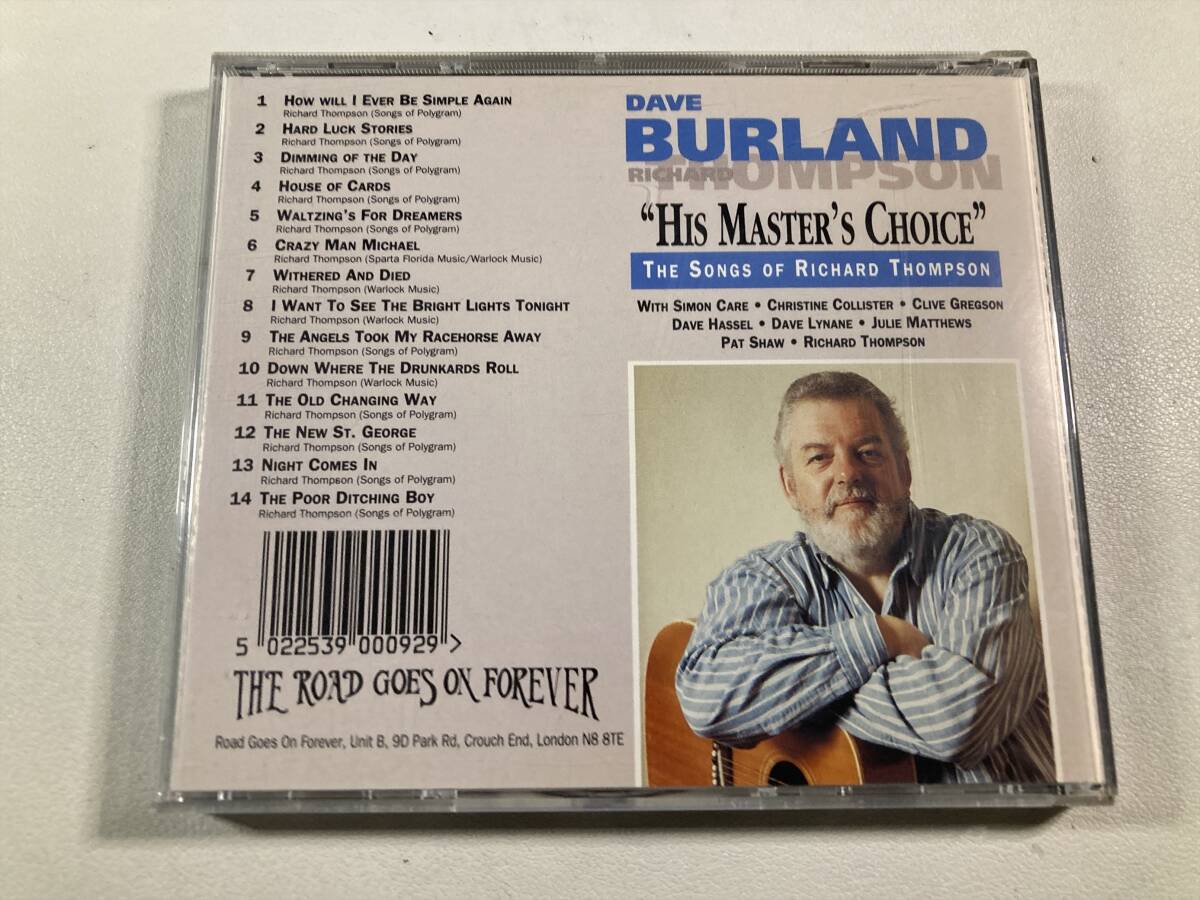 1 How will I Ever Be Simple Again
Richard Thompson (Songs of Polygram)
2 Hard Luck Stories
Richard Thompson (Songs of Polygram)
3 Dimming of the Day
Richard Thompson (Songs of Polygram)
4 House of Cards
Richard Thompson (Songs of Polygram)
5 Waltzing's For Dreamers
Richard Thompson (Songs of Polygram)
6 Crazy Man Michael
Richard Thompson (Sparta Florida Music/Warlock Music)
7 Withered And Died
Richard Thompson (Warlock Music)
8 I Want To See The Bright Lights Tonight
Richard Thompson (Warlock Music)
9 The Angels Took My Racehorse Away
Richard Thompson (Songs of Polygram)
10 Down Where The Drunkards Roll
Richard Thompson (Warlock Music)
11 The Old Changing Way
Richard Thompson (Songs of Polygram)
12 The New St. George
Richard Thompson (Songs of Polygram)
13 Night Comes In
Richard Thompson (Songs of Polygram)
14 The Poor Ditching Boy
Richard Thompson (Songs of Polygram)
5 022539 000929 >
THE ROAD GOES ON FOREVER
Road Goes On Forever, Unit B, 9D Park Rd, Crouch End, London N8 8TE
DAVE
BURLAND
RICHARD THOMPSON
"His Master's Choice"
The Songs of Richard Thompson
With Simon Care • Christine Collister • Clive Gregson
Dave Hassel • Dave Lynane • Julie Matthews
Pat Shaw • Richard Thompson